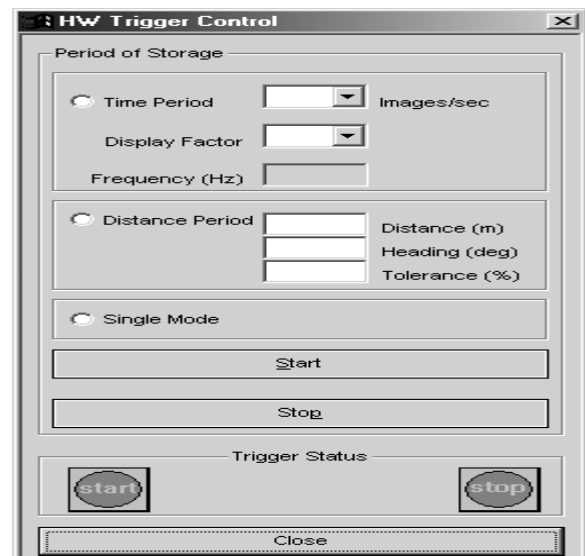 HW Trigger Control
Period of Storage
Time Period Images/sec
Display Factor
Frequency (Hz)
Distance Period Distance (m)
Heading (deg)
Tolerance (%)
Single Mode
Start
Stop
Trigger Status
start stop
Close